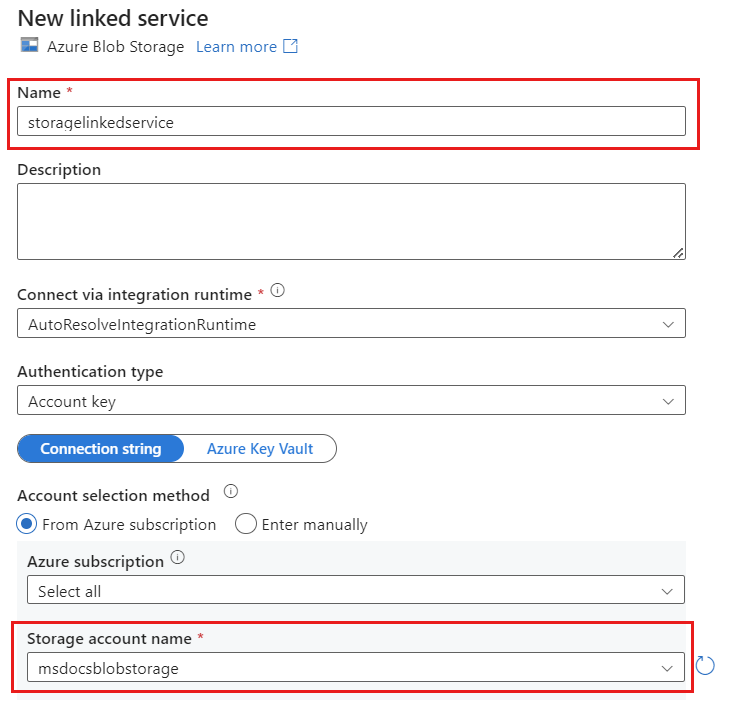 New linked service
Azure Blob Storage Learn more
Name *
storagelinkedservice
Description
Connect via integration runtime *
AutoResolveIntegrationRuntime
Authentication type
Account key
Connection string Azure Key Vault
Account selection method
From Azure subscription Enter manually
Azure subscription
Select all
Storage account name *
msdocsblobstorage